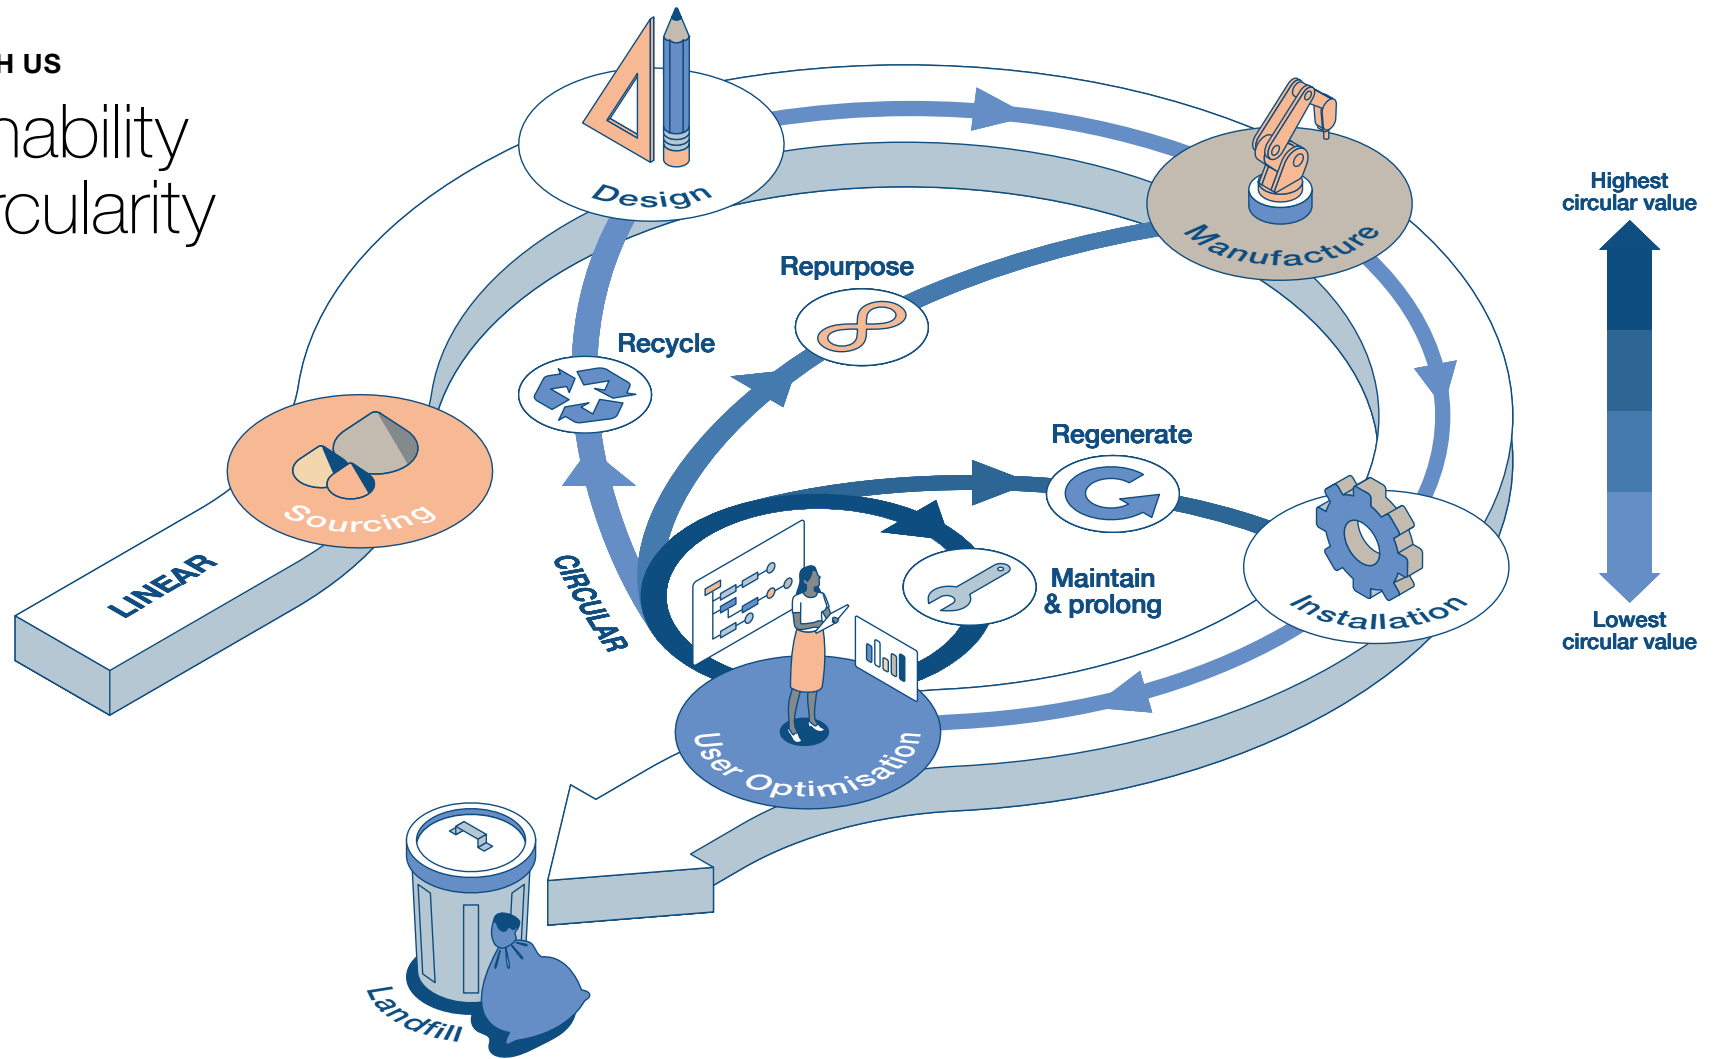 H US
nability
rcularity
Design
Manufacture
Highest
circular value
Repurpose
Recycle
Regenerate
Sourcing
LINEAR
CIRCULAR
Maintain
& prolong
Installation
Lowest
circular value
User Optimisation
Landfill